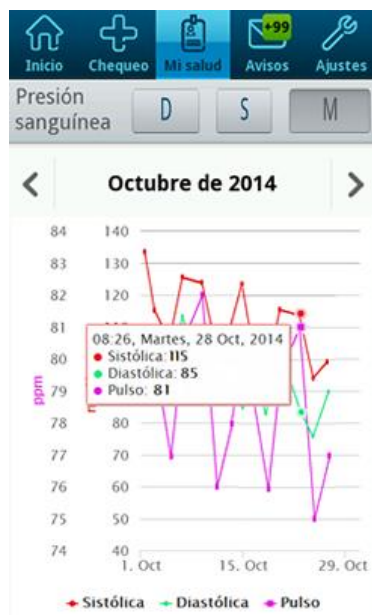 +99
Inicio Chequeo Mi salud Avisos Ajustes
Presión
sanguínea
D S M
Octubre de 2014
84 140
83 130
82 120
81
08:26, Martes, 28 Oct, 2014
Sistólica: 115
Diastólica: 85
Pulso: 81
80
79
ppm
78 80
77 70
76 60
75 50
74 40
1. Oct 15. Oct 29. Oct
Sistólica Diastólica Pulso